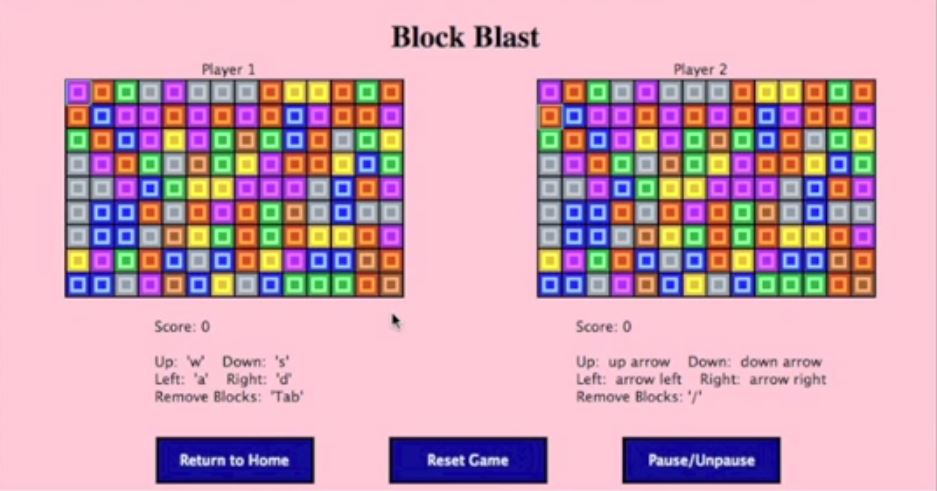 Block Blast
Player 1
Player 2
Score: 0
Up: 'w' Down: 's'
Left: 'a' Right: 'd'
Remove Blocks: 'Tab'
Score: 0
Up: up arrow Down: down arrow
Left: arrow left Right: arrow right
Remove Blocks: '/'
Return to Home
Reset Game
Pause/Unpause